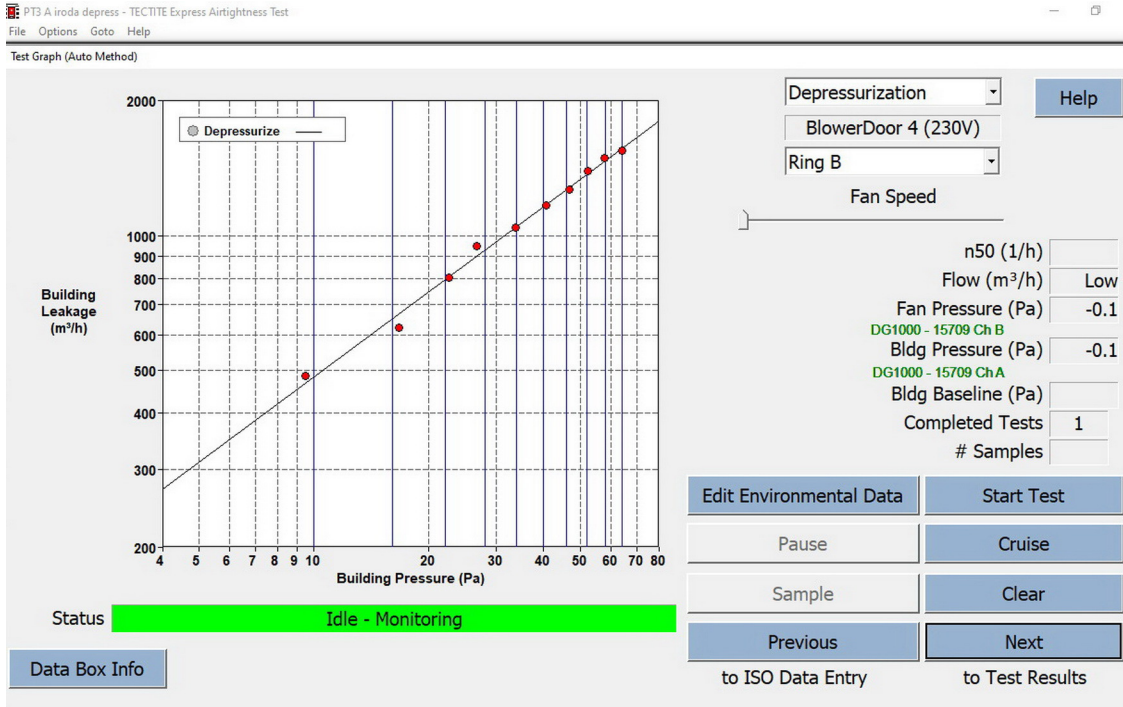 PT3 A iroda depress - TECTITE Express Airtightness Test
File Options Goto Help
Test Graph (Auto Method)
Depressurization
Help
BlowerDoor 4 (230V)
Ring B
Fan Speed
n50 (1/h)
Flow (m³/h) Low
Fan Pressure (Pa) -0.1
DG1000 - 15709 Ch B
Bldg Pressure (Pa) -0.1
DG1000 - 15709 Ch A
Bldg Baseline (Pa)
Completed Tests 1
# Samples
2000
Depressurize
1000
900
800
700
600
500
400
300
200
Building
Leakage
(m³/h)
4 5 6 7 8 9 10 20 30 40 50 60 70 80
Building Pressure (Pa)
Status Idle - Monitoring
Data Box Info
Edit Environmental Data Start Test
Pause Cruise
Sample Clear
Previous Next
to ISO Data Entry to Test Results